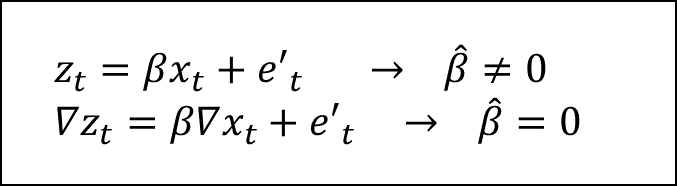 z_t = βx_t + e′_t → β̂ ≠ 0
∇z_t = β∇x_t + e′_t → β̂ = 0